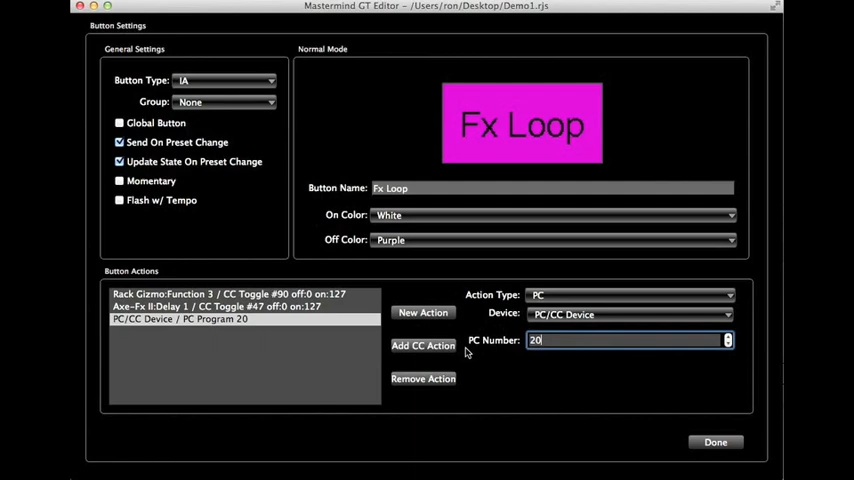 Mastermind GT Editor - /Users/ron/Desktop/Demo1.rjs
Button Settings
General Settings
Button Type: IA
Group: None
Global Button
Send On Preset Change
Update State On Preset Change
Momentary
Flash w/ Tempo
Normal Mode
Fx Loop
Button Name: Fx Loop
On Color: White
Off Color: Purple
Button Actions
Rack Gizmo:Function 3 / CC Toggle #90 off:0 on:127
Axe-Fx II:Delay 1 / CC Toggle #47 off:0 on:127
PC/CC Device / PC Program 20
New Action
Add CC Action
Remove Action
Action Type: PC
Device: PC/CC Device
PC Number: 20
Done